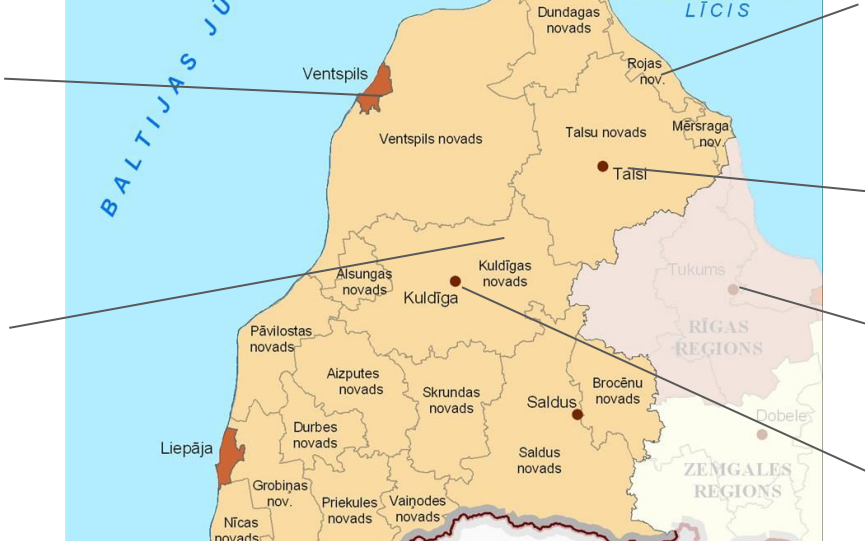 BALTIJAS JŪ
LĪCIS
Dundagas
novads
Rojas
nov.
Ventspils
Ventspils novads
Talsu novads
Mērsraga
nov.
Talsi
Alsungas
novads
Kuldīgas
novads
Kuldīga
Tukums
RĪGAS
REGIONS
Pāvilostas
novads
Aizputes
novads
Skrundas
novads
Brocēnu
novads
Saldus
Dobele
Durbes
novads
Liepāja
Saldus
novads
ZEMGALES
REGIONS
Grobiņas
nov.
Priekules
novads
Vaiņodes
novads
Nīcas
novads